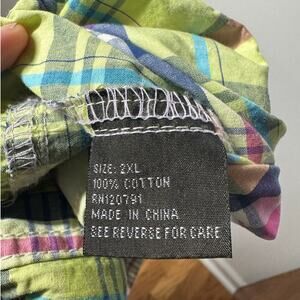 SIZE: 2XL
100% COTTON
RN120791
MADE IN CHINA
SEE REVERSE FOR CARE